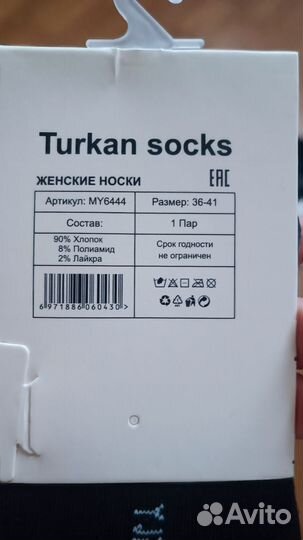 Turkan socks
ЖЕНСКИЕ НОСКИ EAC
Артикул: MY6444 Размер: 36-41
Состав: 1 Пар
90% Хлопок
8% Полиамид
2% Лайкра
Срок годности
не ограничен
6 971886 060430 >
Avito